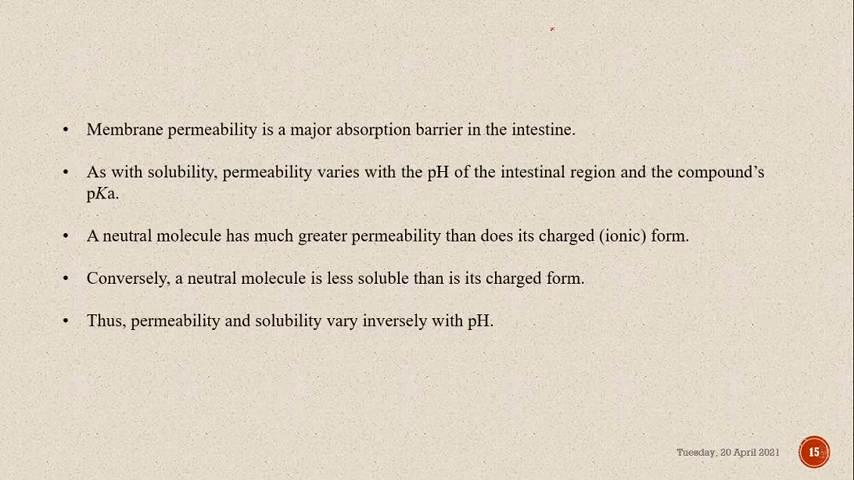 • Membrane permeability is a major absorption barrier in the intestine.
• As with solubility, permeability varies with the pH of the intestinal region and the compound’s
pKa.
• A neutral molecule has much greater permeability than does its charged (ionic) form.
• Conversely, a neutral molecule is less soluble than is its charged form.
• Thus, permeability and solubility vary inversely with pH.
Tuesday, 20 April 2021
15